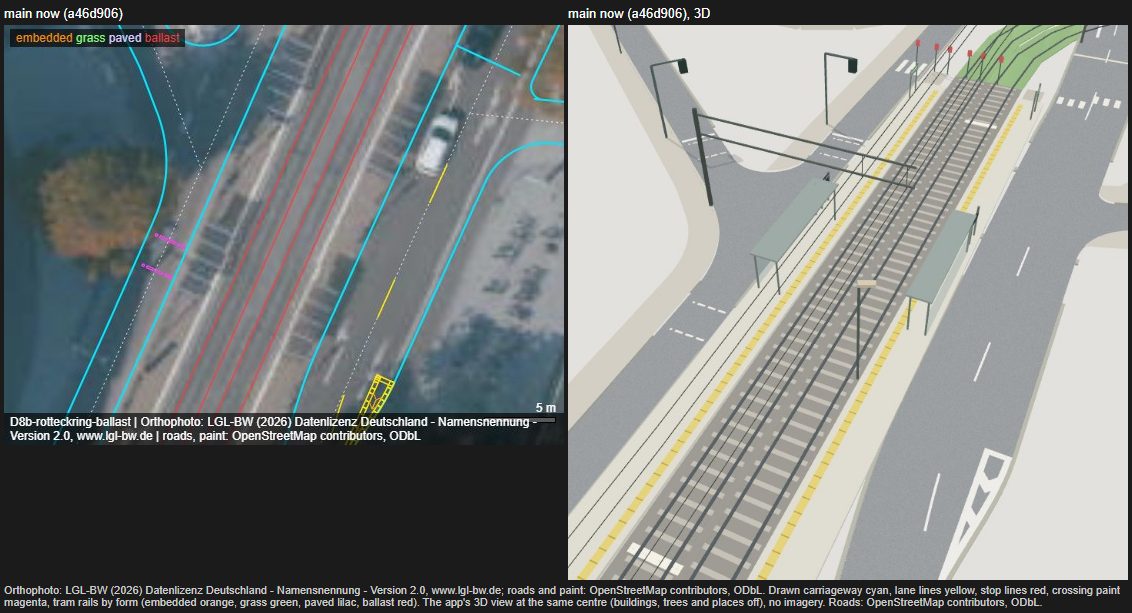 main now (a46d906)
main now (a46d906), 3D
embedded grass paved ballast
5 m
D8b-rotteckring-ballast | Orthophoto: LGL-BW (2026) Datenlizenz Deutschland - Namensnennung -
Version 2.0, www.lgl-bw.de | roads, paint: OpenStreetMap contributors, ODbL
Orthophoto: LGL-BW (2026) Datenlizenz Deutschland - Namensnennung - Version 2.0, www.lgl-bw.de; roads and paint: OpenStreetMap contributors, ODbL. Drawn carriageway cyan, lane lines yellow, stop lines red, crossing paint
magenta, tram rails by form (embedded orange, grass green, paved lilac, ballast red). The app's 3D view at the same centre (buildings, trees and places off), no imagery. Roads: OpenStreetMap contributors, ODbL.